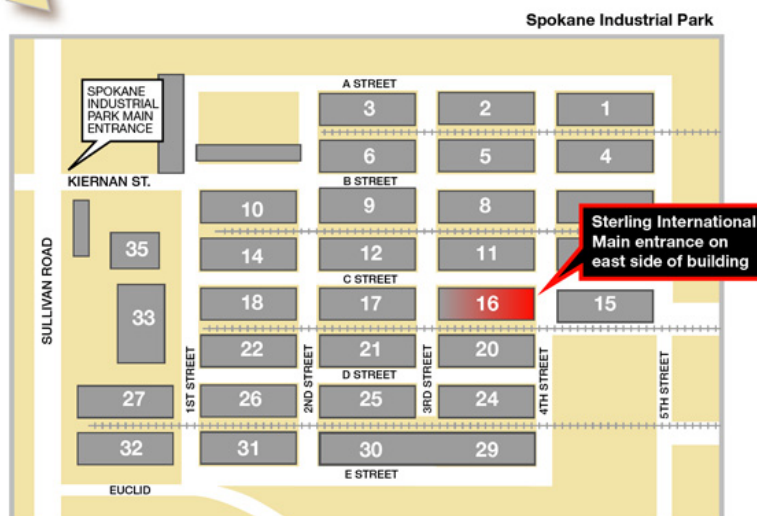 Spokane Industrial Park
A STREET
SPOKANE
INDUSTRIAL
PARK MAIN
ENTRANCE
3
2
1
6
5
4
KIERNAN ST.
B STREET
10
9
8
Sterling International
Main entrance on
east side of building
35
14
12
11
C STREET
SULLIVAN ROAD
33
18
17
16
15
22
21
20
1ST STREET
2ND STREET
3RD STREET
4TH STREET
5TH STREET
D STREET
27
26
25
24
32
31
30
29
E STREET
EUCLID